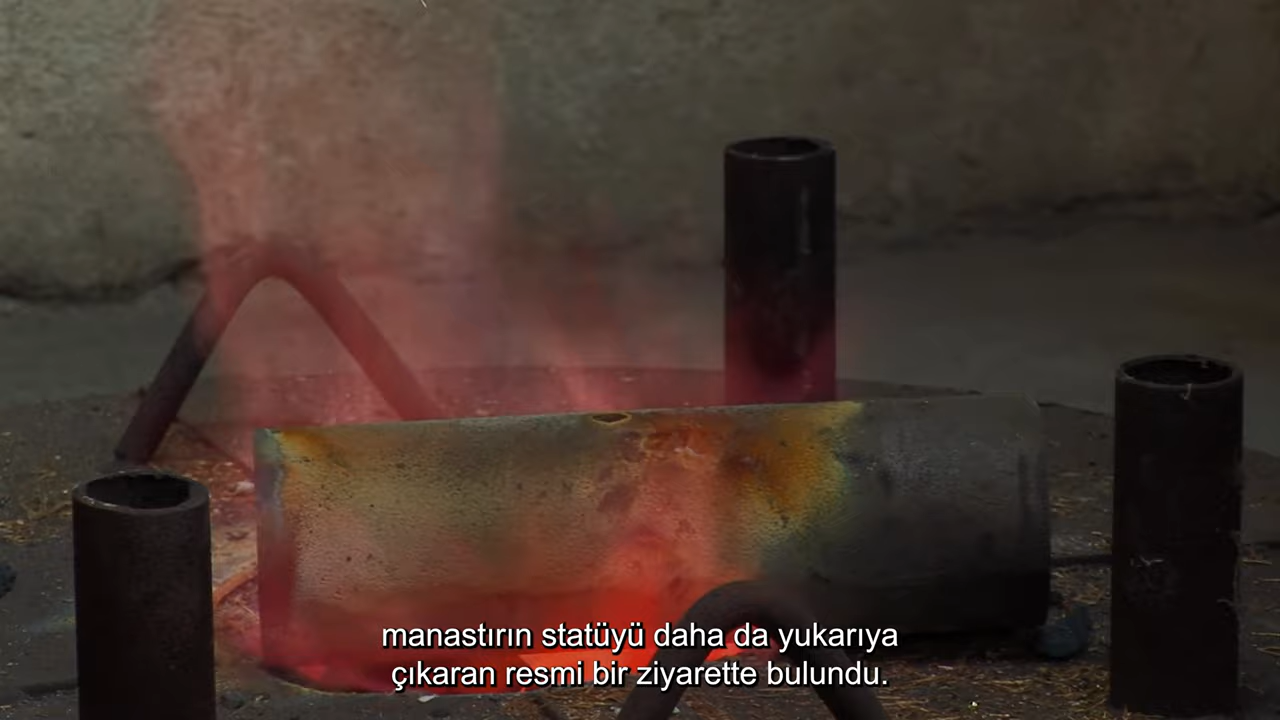 manastırın statüyü daha da yukarıya
çıkaran resmi bir ziyarette bulundu.